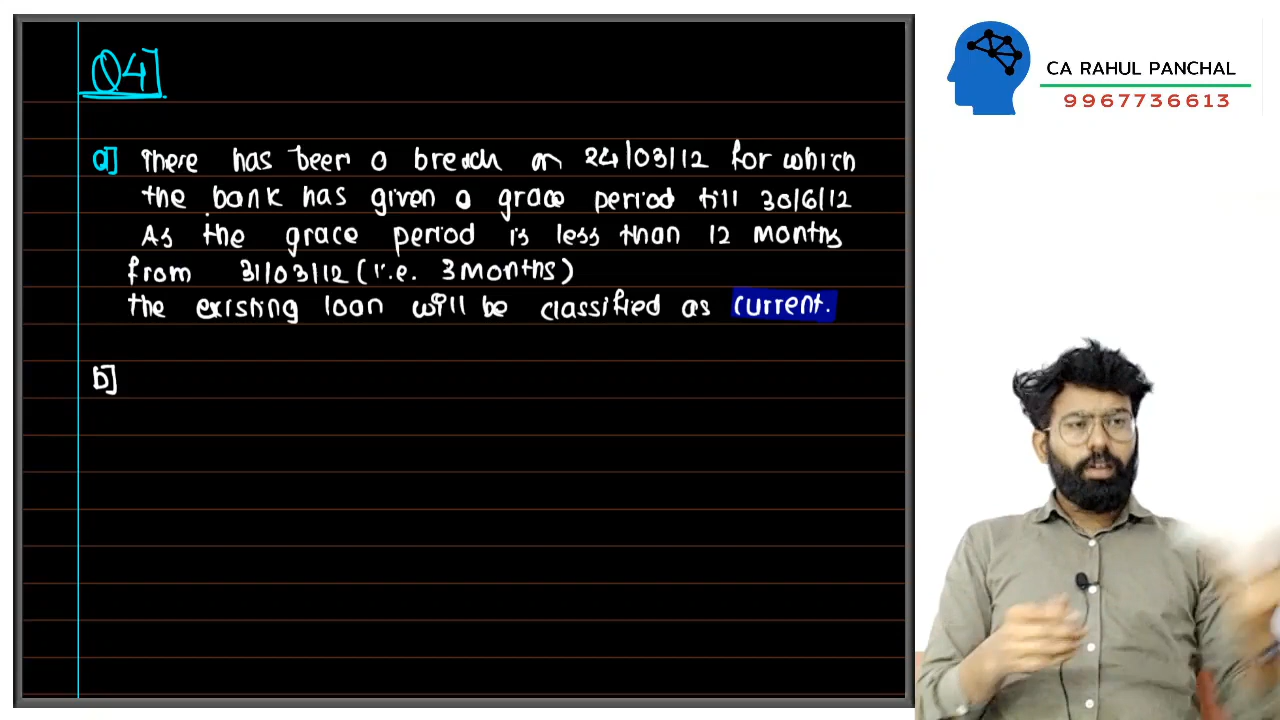 Q4]
CA RAHUL PANCHAL
9967736613
a] There has been a breach on 24/03/12 for which
the bank has given a grace period till 30/6/12
As the grace period is less than 12 months
from 31/03/12 (i.e. 3 months)
the existing loan will be classified as current.
b]